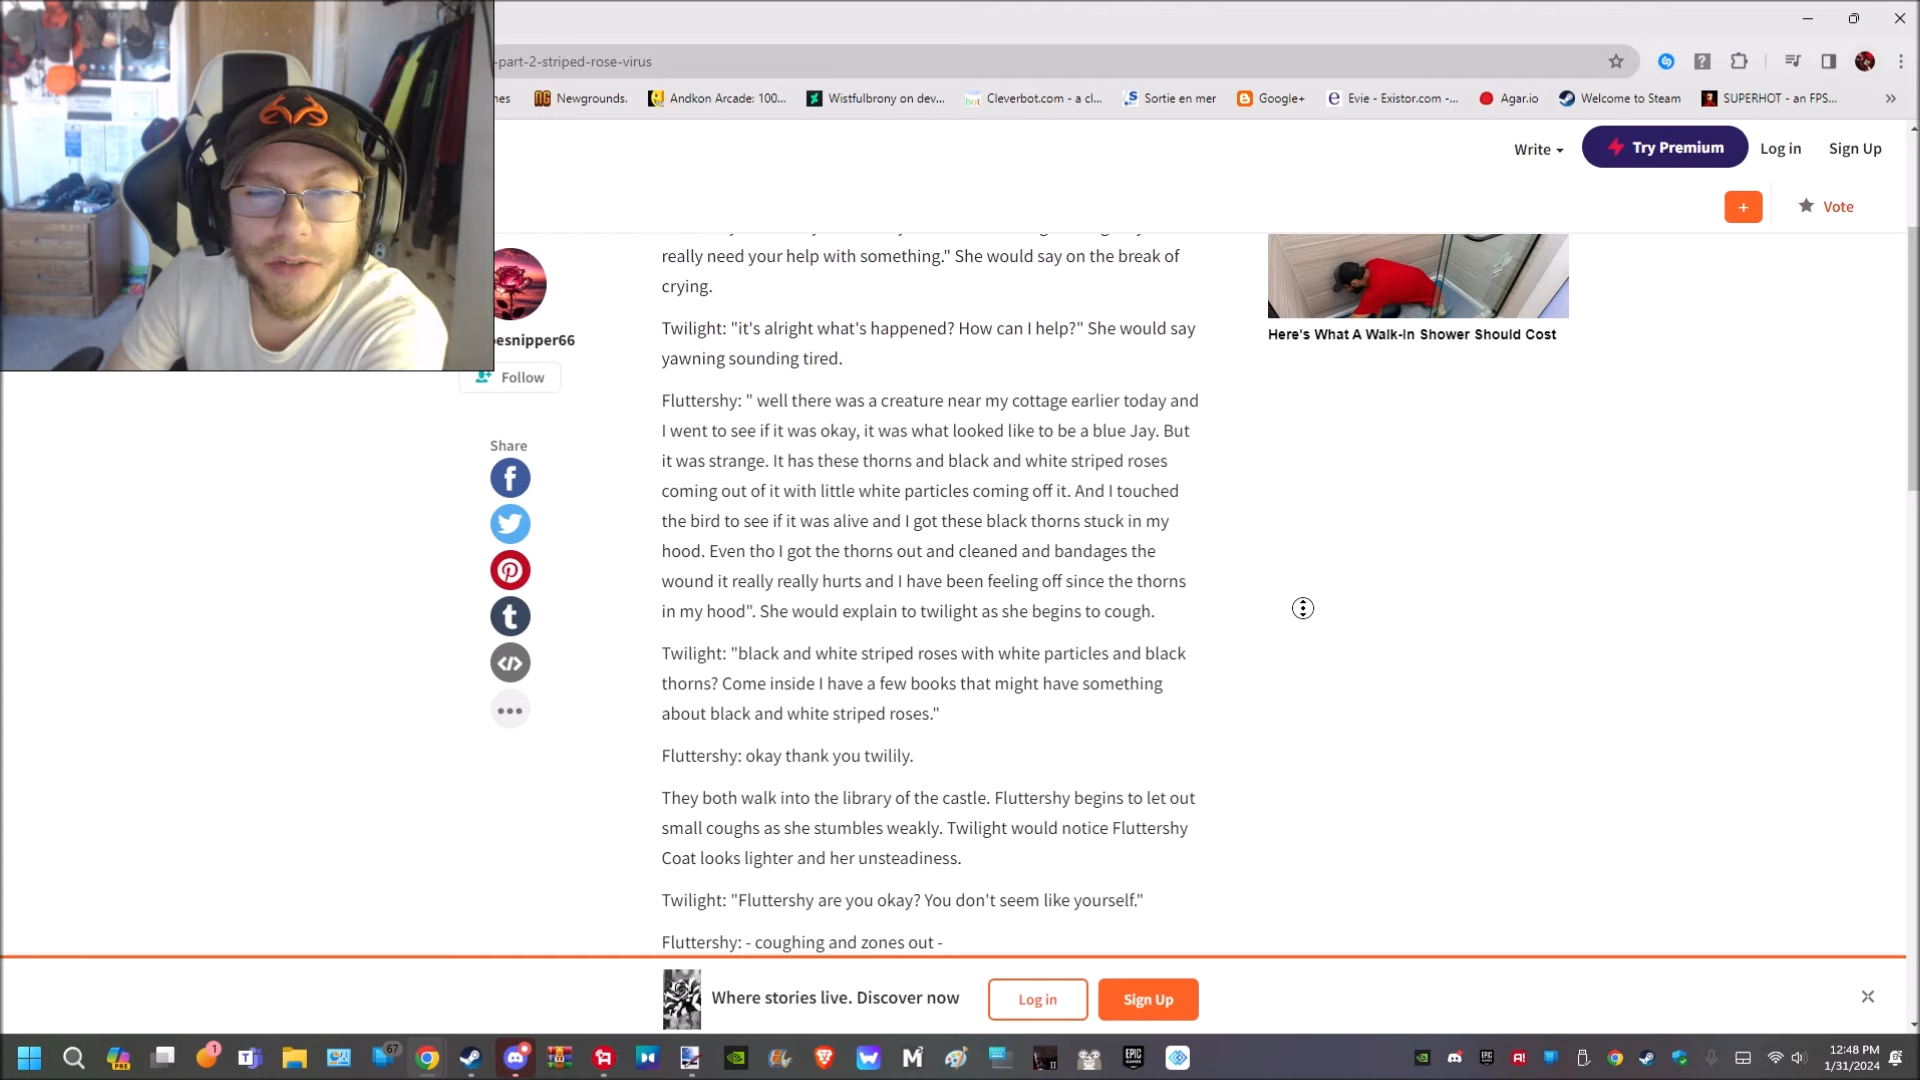 -part-2-striped-rose-virus
nes
Newgrounds.
Andkon Arcade: 100...
Wistfulbrony on dev...
Cleverbot.com - a cl...
Sortie en mer
Google+
Evie - Existor.com -...
Agar.io
Welcome to Steam
SUPERHOT - an FPS...
Write
Try Premium
Log in
Sign Up
+
Vote
really need your help with something." She would say on the break of
crying.
Here's What A Walk-in Shower Should Cost
esnipper66
Follow
Twilight: "it's alright what's happened? How can I help?" She would say
yawning sounding tired.
Share
Fluttershy: " well there was a creature near my cottage earlier today and
I went to see if it was okay, it was what looked like to be a blue Jay. But
it was strange. It has these thorns and black and white striped roses
coming out of it with little white particles coming off it. And I touched
the bird to see if it was alive and I got these black thorns stuck in my
hood. Even tho I got the thorns out and cleaned and bandages the
wound it really really hurts and I have been feeling off since the thorns
in my hood". She would explain to twilight as she begins to cough.
Twilight: "black and white striped roses with white particles and black
thorns? Come inside I have a few books that might have something
about black and white striped roses."
Fluttershy: okay thank you twilily.
They both walk into the library of the castle. Fluttershy begins to let out
small coughs as she stumbles weakly. Twilight would notice Fluttershy
Coat looks lighter and her unsteadiness.
Twilight: "Fluttershy are you okay? You don't seem like yourself."
Fluttershy: - coughing and zones out -
Where stories live. Discover now
Log in
Sign Up
67
1
12:48 PM
1/31/2024